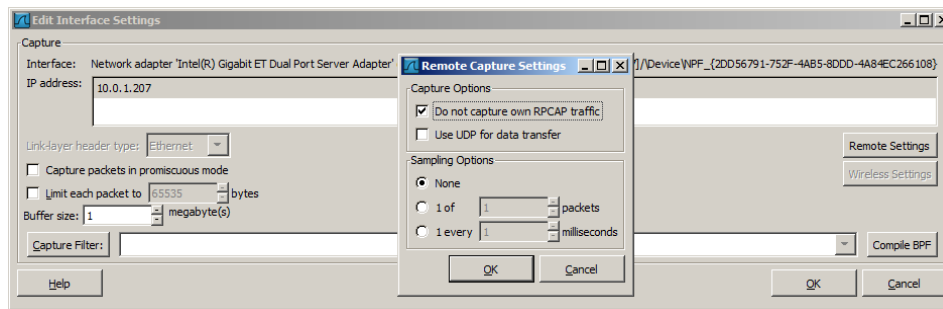 Edit Interface Settings
Capture
Interface: Network adapter 'Intel(R) Gigabit ET Dual Port Server Adapter' ]/\Device\NPF_{2DD56791-752F-4AB5-8DDD-4A84EC266108}
IP address: 10.0.1.207
Link-layer header type: Ethernet
Capture packets in promiscuous mode
Limit each packet to 65535 bytes
Buffer size: 1 megabyte(s)
Capture Filter:
Compile BPF
Remote Settings
Wireless Settings
Help
OK
Cancel
Remote Capture Settings
Capture Options
Do not capture own RPCAP traffic
Use UDP for data transfer
Sampling Options
None
1 of 1 packets
1 every 1 milliseconds
OK
Cancel